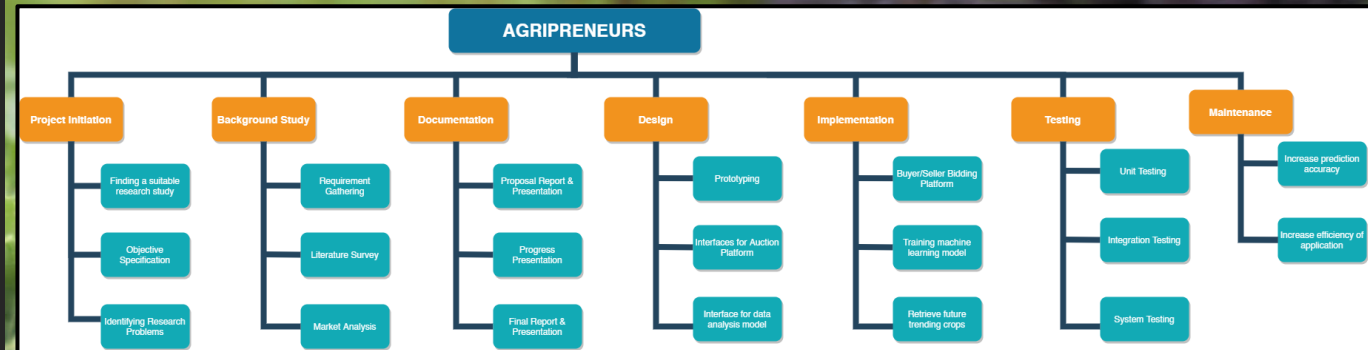 AGRIPRENEURS
Project Initiation
Background Study
Documentation
Design
Implementation
Testing
Maintenance
Finding a suitable
research study
Objective
Specification
Identifying Research
Problems
Requirement
Gathering
Literature Survey
Market Analysis
Proposal Report &
Presentation
Progress
Presentation
Final Report &
Presentation
Prototyping
Interfaces for Auction
Platform
Interface for data
analysis model
Buyer/Seller Bidding
Platform
Training machine
learning model
Retrieve future
trending crops
Unit Testing
Integration Testing
System Testing
Increase prediction
accuracy
Increase efficiency of
application